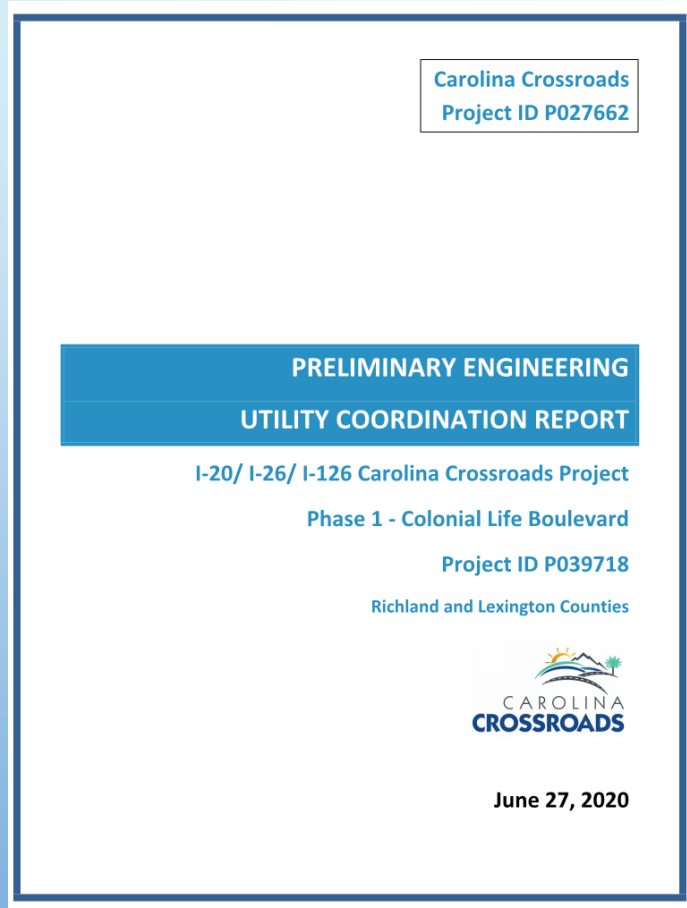 Carolina Crossroads
Project ID P027662
PRELIMINARY ENGINEERING
UTILITY COORDINATION REPORT
I-20/ I-26/ I-126 Carolina Crossroads Project
Phase 1 - Colonial Life Boulevard
Project ID P039718
Richland and Lexington Counties
CAROLINA
CROSSROADS
June 27, 2020